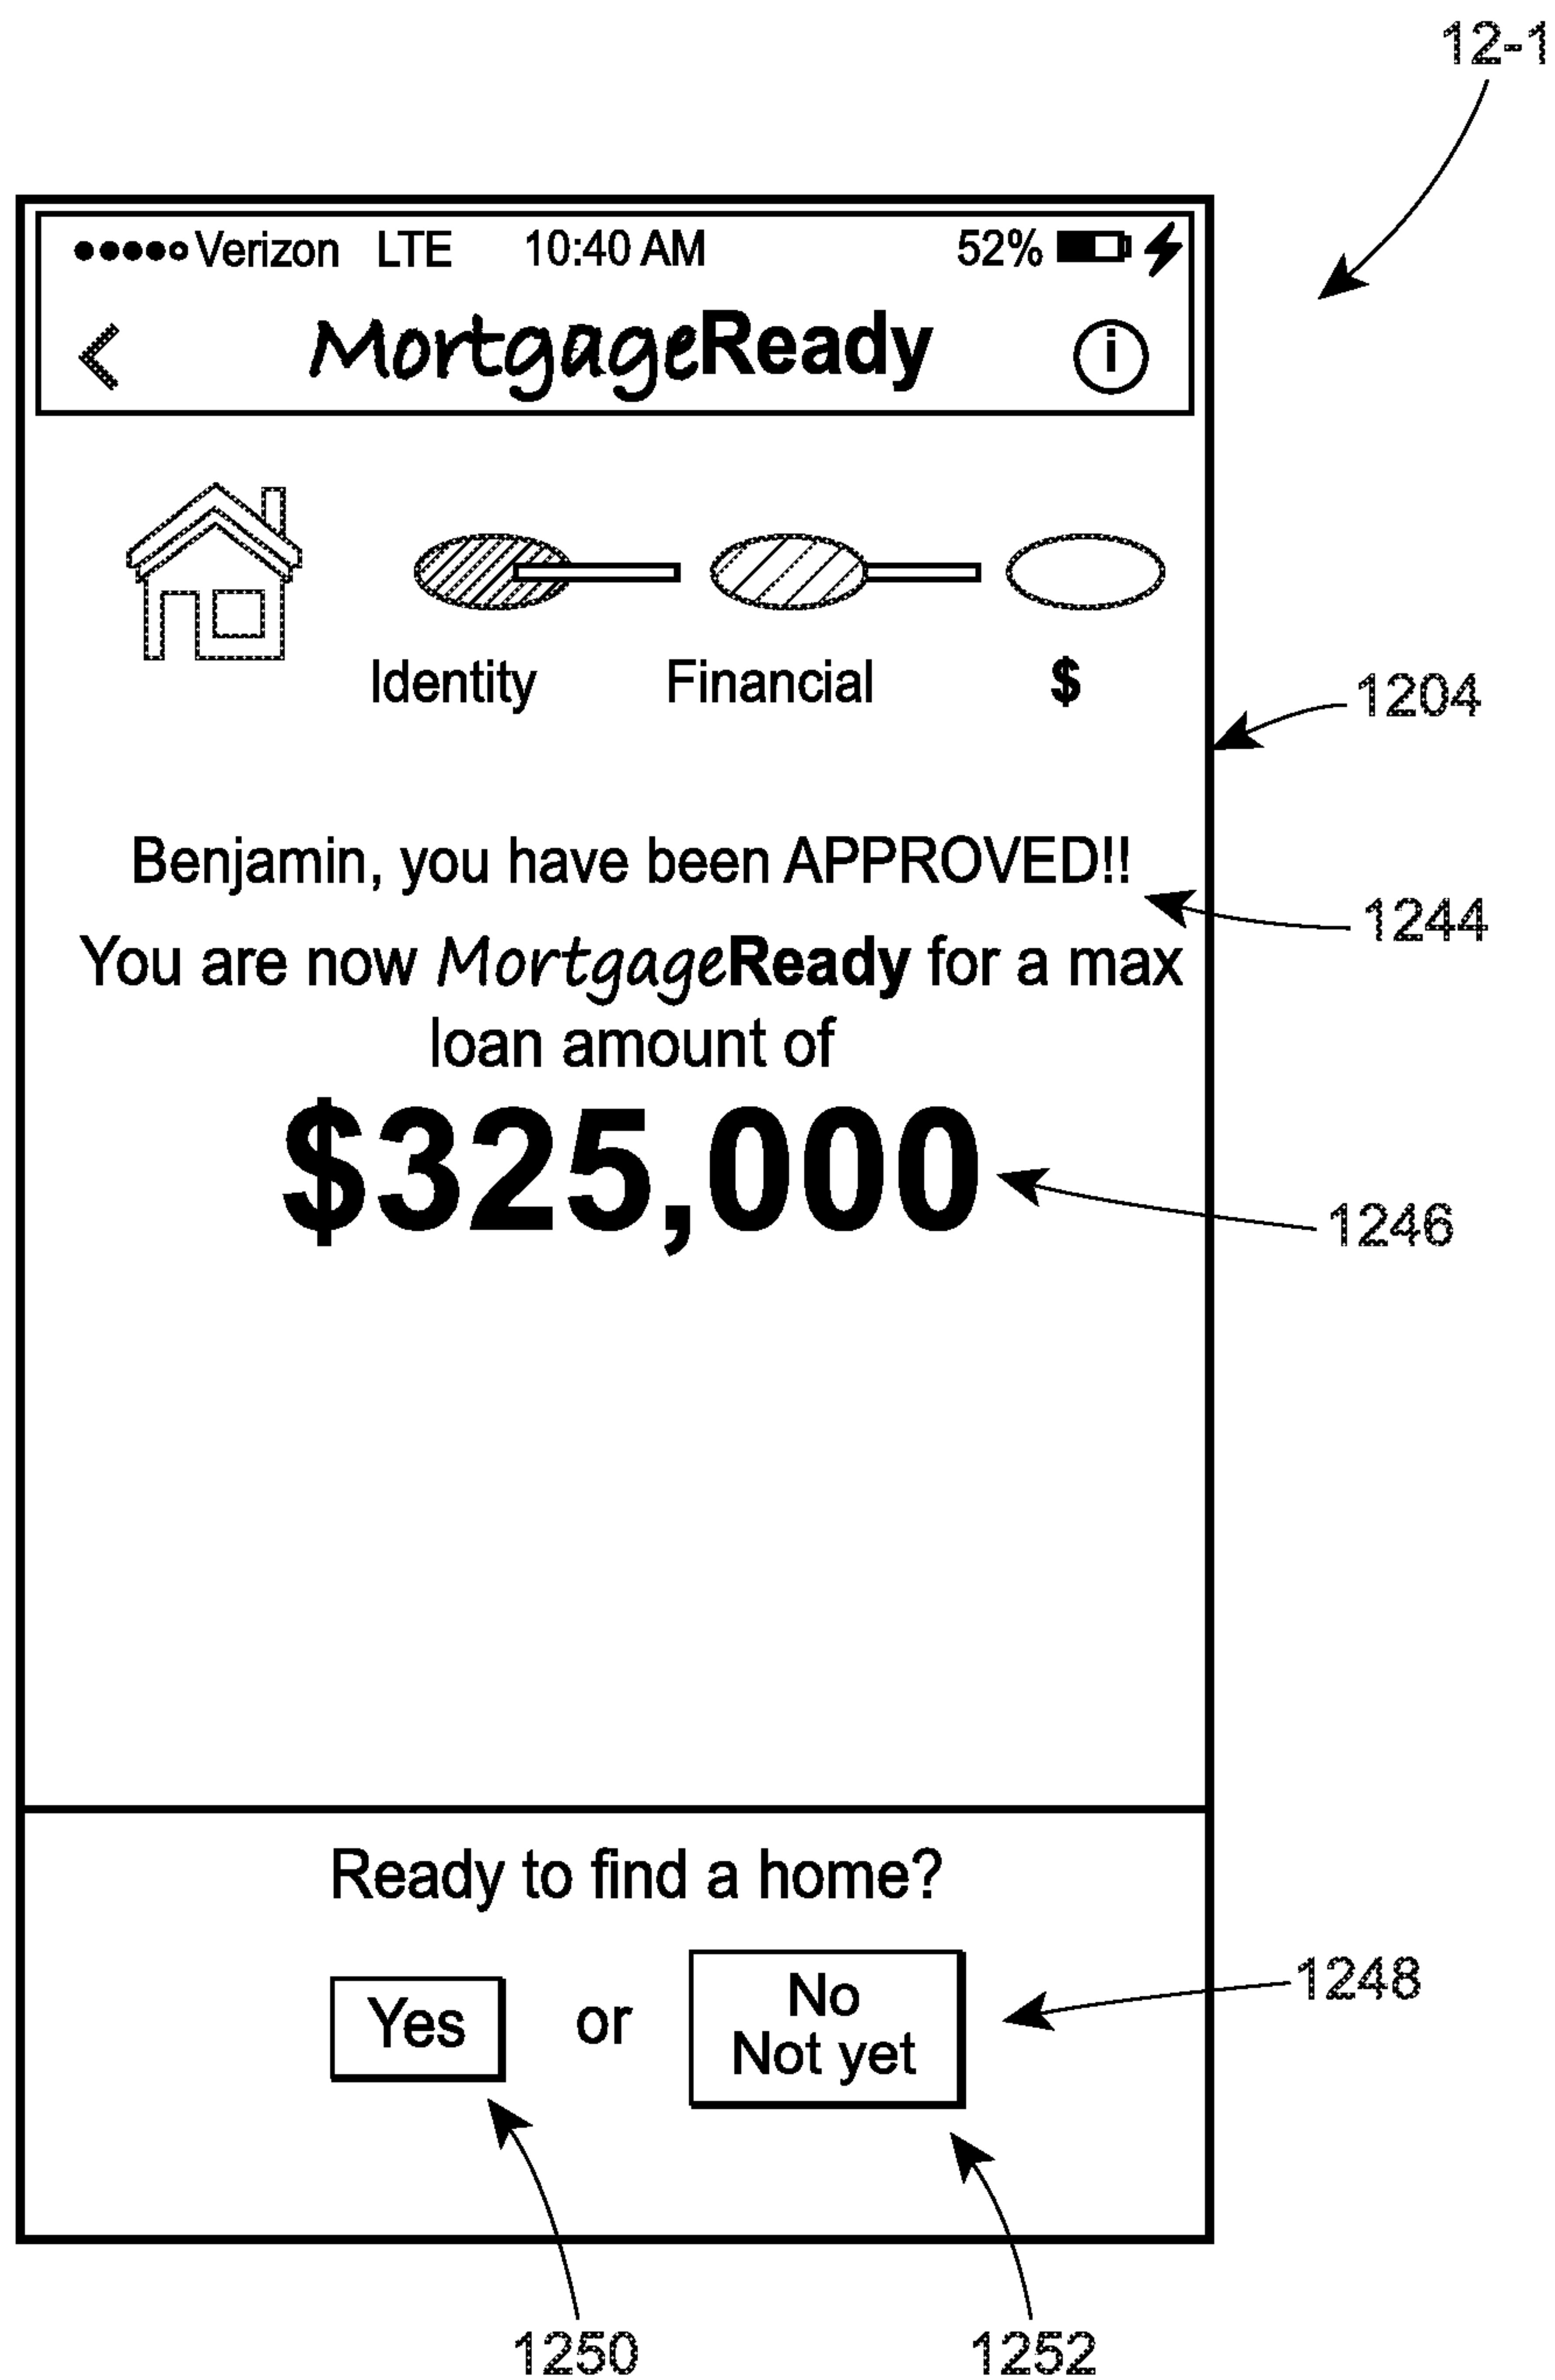 12-1
Verizon LTE 10:40 AM 52%
MortgageReady i
Identity Financial $
1204
Benjamin, you have been APPROVED!!
1244
You are now MortgageReady for a max
loan amount of
$325,000
1246
Ready to find a home?
Yes or No
Not yet
1248
1250 1252